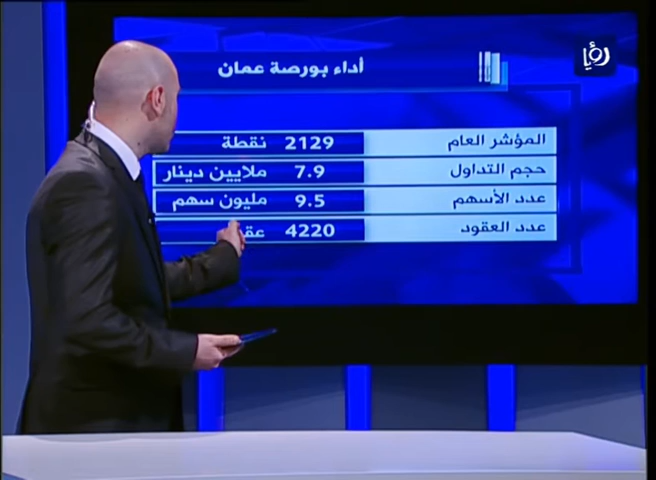 رؤيا
أداء بورصة عمان
المؤشر العام 2129 نقطة
حجم التداول 7.9 ملايين دينار
عدد الأسهم 9.5 مليون سهم
عدد العقود 4220